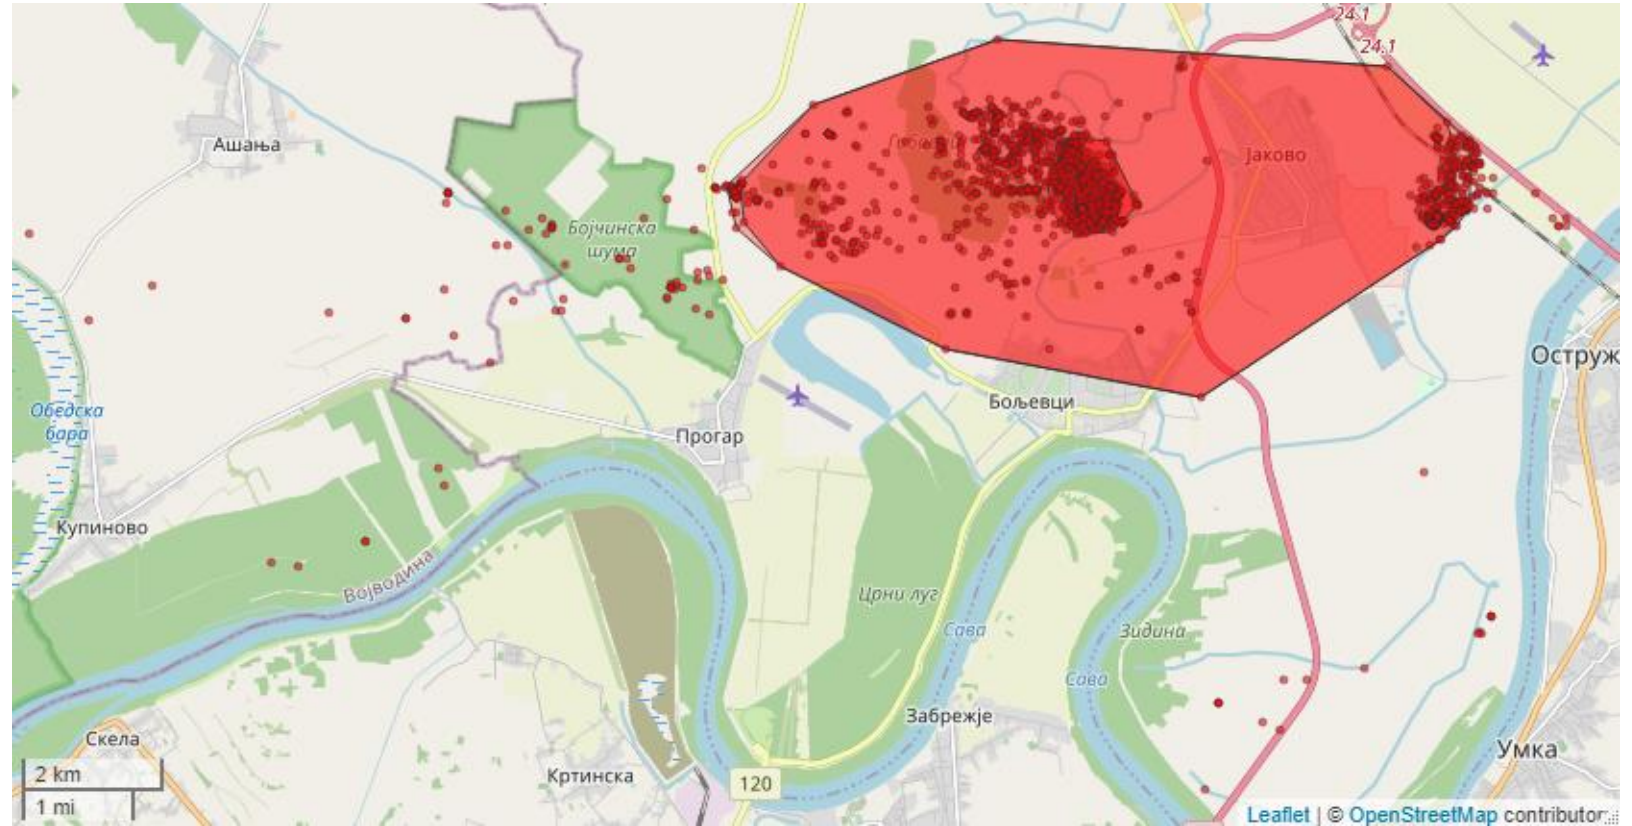 24.1
24.1
Ашања
Јаково
Бојчинска
шума
Обедска
бара
Остружн
Бољевци
Прогар
Купиново
Војводина
Црни луг
Сава
Зидина
Сава
Забрежје
Скела
Умка
Кртинска
2 km
1 mi
120
Leaflet | © OpenStreetMap contributors